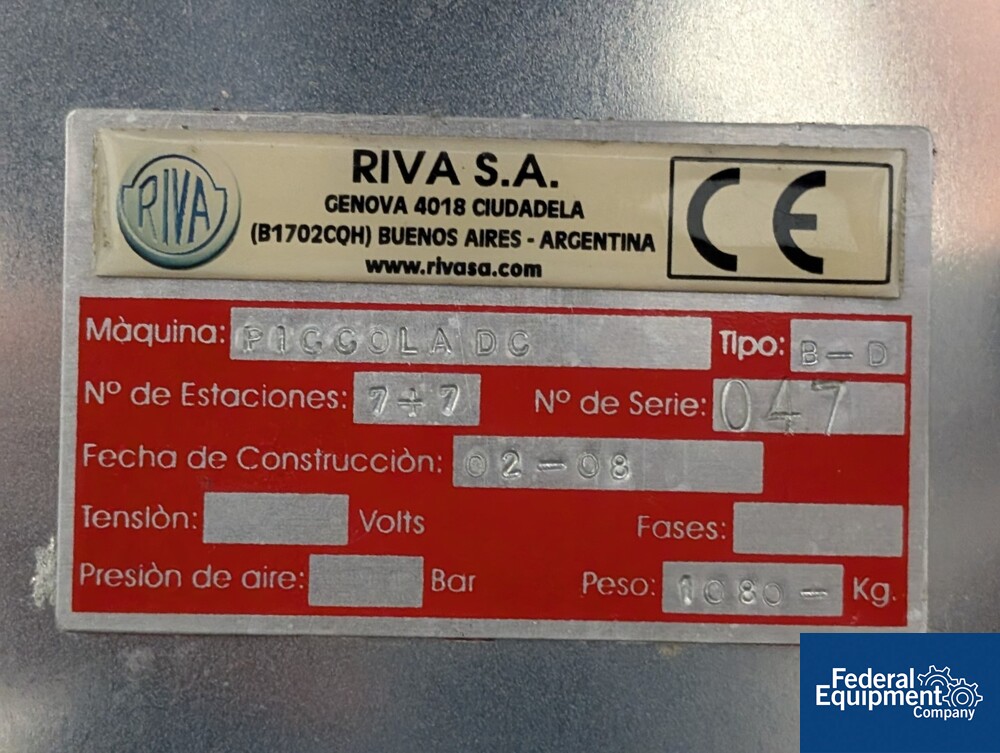 RIVA
RIVA S.A.
GENOVA 4018 CIUDADELA
(B1702CQH) BUENOS AIRES - ARGENTINA
www.rivasa.com
CE
Màquina: PICCOLA DC Tipo: B-D
Nº de Estaciones: 7+7 Nº de Serie: 047
Fecha de Construcciòn: 02-08
Tensiòn: Volts Fases:
Presiòn de aire: Bar Peso: 1080- Kg.
Federal
Equipment
Company